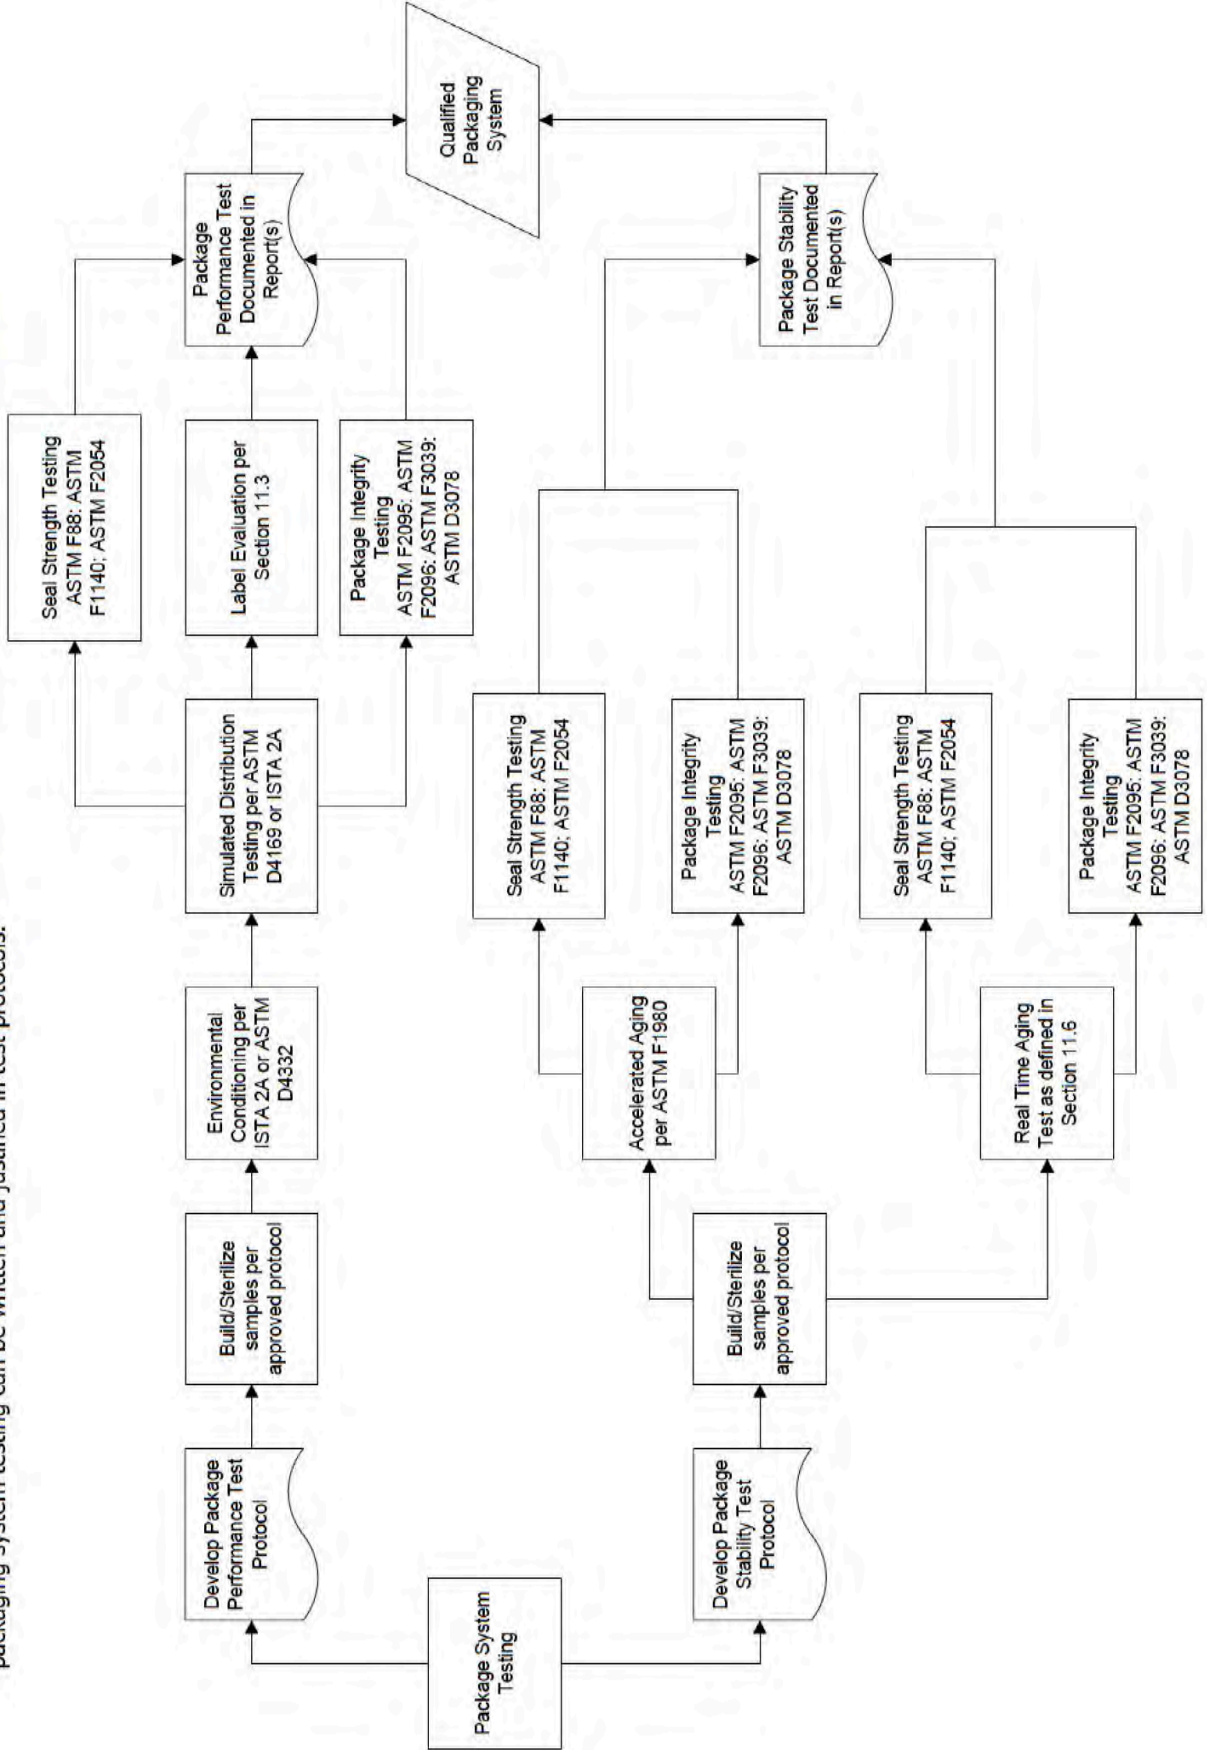 packaging system testing can be written and justified in test protocols.
Package System
Testing
Develop Package
Performance Test
Protocol
Build/Sterilize
samples per
approved protocol
Environmental
Conditioning per
ISTA 2A or ASTM
D4332
Simulated Distribution
Testing per ASTM
D4169 or ISTA 2A
Seal Strength Testing
ASTM F88: ASTM
F1140; ASTM F2054
Label Evaluation per
Section 11.3
Package Integrity
Testing
ASTM F2095: ASTM
F2096: ASTM F3039:
ASTM D3078
Package
Performance Test
Documented in
Report(s)
Qualified
Packaging
System
Develop Package
Stability Test
Protocol
Build/Sterilize
samples per
approved protocol
Accelerated Aging
per ASTM F1980
Seal Strength Testing
ASTM F88: ASTM
F1140; ASTM F2054
Package Integrity
Testing
ASTM F2095: ASTM
F2096: ASTM F3039:
ASTM D3078
Real Time Aging
Test as defined in
Section 11.6
Seal Strength Testing
ASTM F88: ASTM
F1140; ASTM F2054
Package Integrity
Testing
ASTM F2095: ASTM
F2096: ASTM F3039:
ASTM D3078
Package Stability
Test Documented
in Report(s)